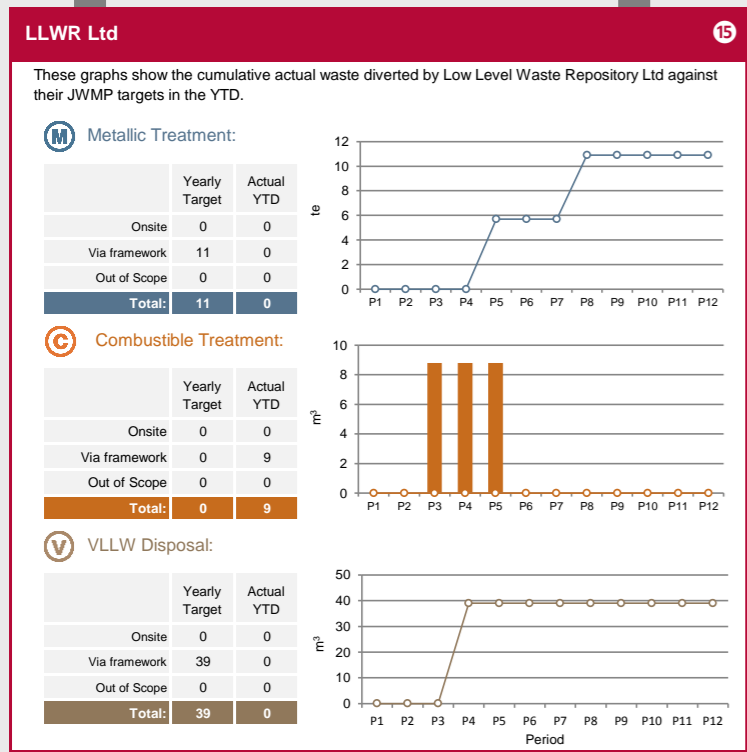 LLWR Ltd
15
These graphs show the cumulative actual waste diverted by Low Level Waste Repository Ltd against
their JWMP targets in the YTD.
M Metallic Treatment:
Yearly Target Actual YTD
Onsite 0 0
Via framework 11 0
Out of Scope 0 0
Total: 11 0
12
10
8
6
4
2
0
te
P1 P2 P3 P4 P5 P6 P7 P8 P9 P10 P11 P12
C Combustible Treatment:
Yearly Target Actual YTD
Onsite 0 0
Via framework 0 9
Out of Scope 0 0
Total: 0 9
10
8
6
4
2
0
m³
P1 P2 P3 P4 P5 P6 P7 P8 P9 P10 P11 P12
V VLLW Disposal:
Yearly Target Actual YTD
Onsite 0 0
Via framework 39 0
Out of Scope 0 0
Total: 39 0
50
40
30
20
10
0
m³
P1 P2 P3 P4 P5 P6 P7 P8 P9 P10 P11 P12
Period